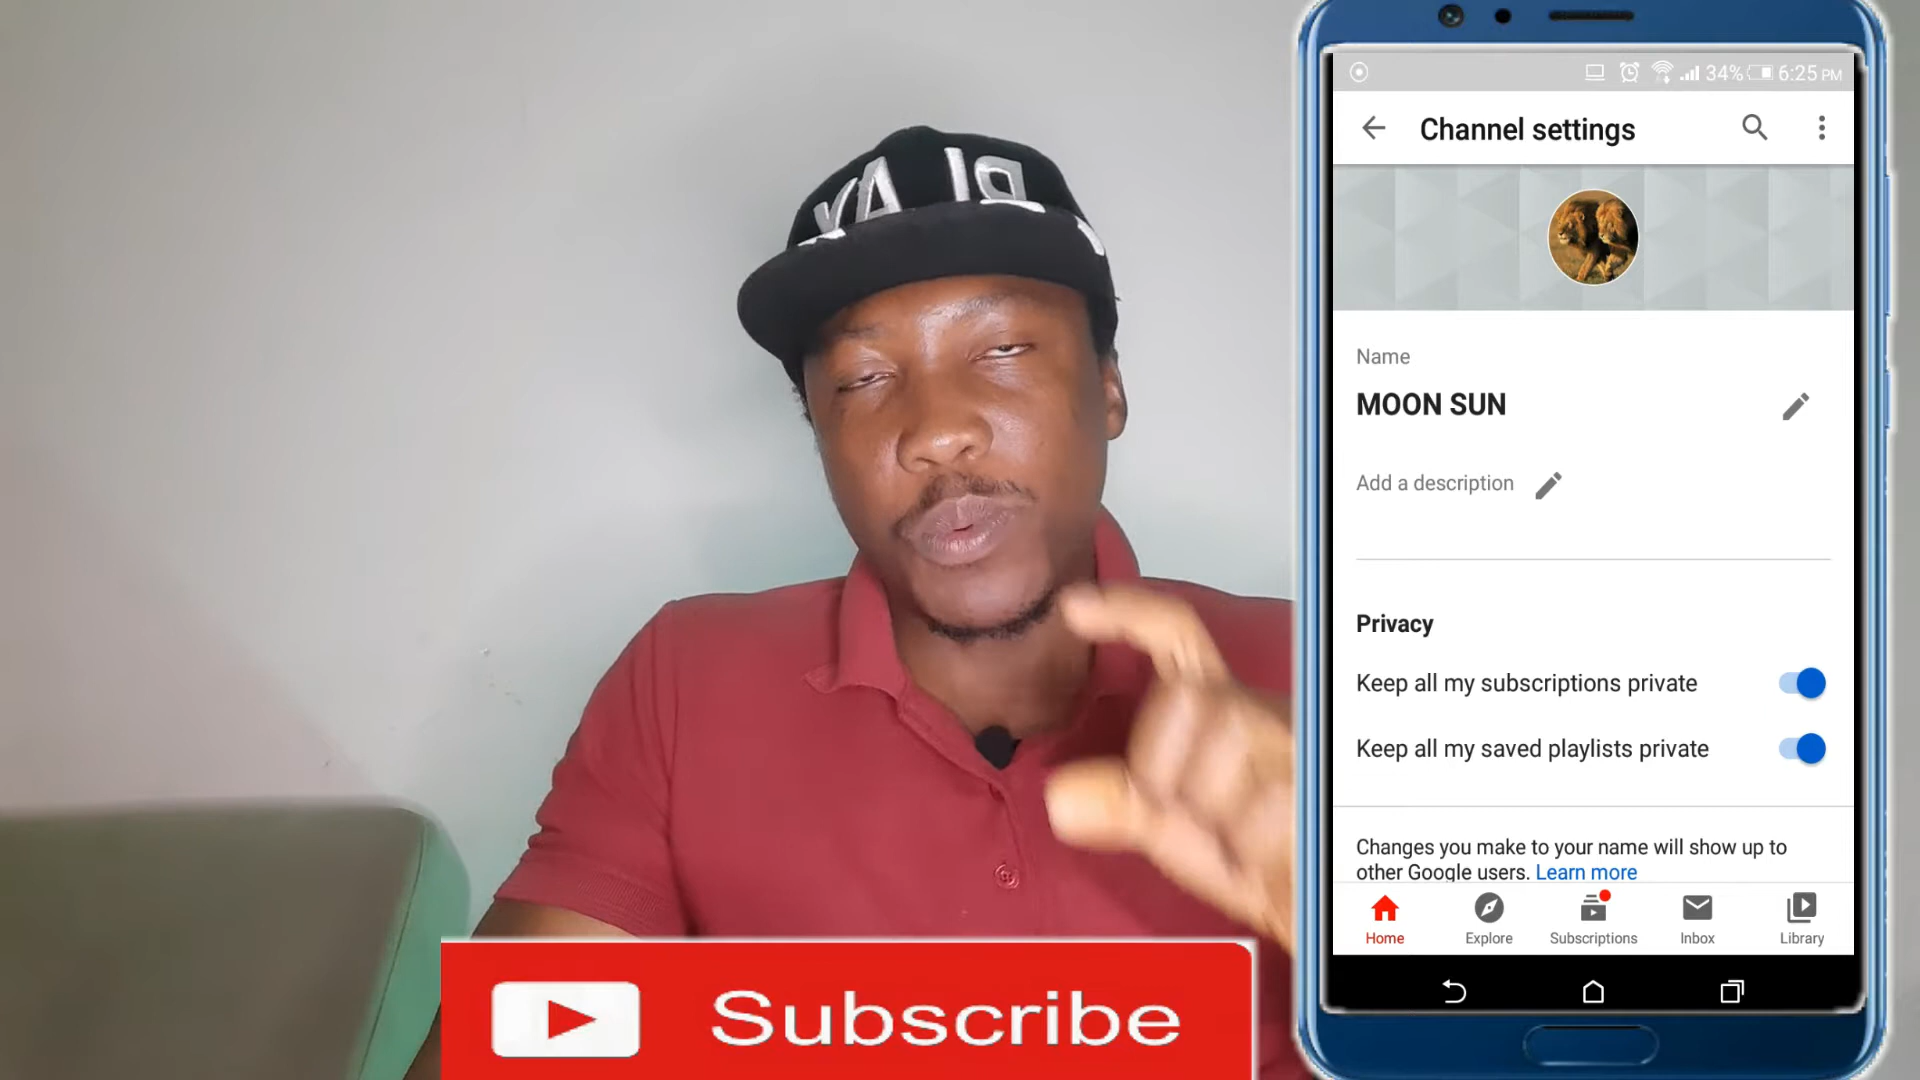 PLAY
34% 6:25 PM
Channel settings
Name
MOON SUN
Add a description
Privacy
Keep all my subscriptions private
Keep all my saved playlists private
Changes you make to your name will show up to
other Google users. Learn more
Home Explore Subscriptions Inbox Library
Subscribe